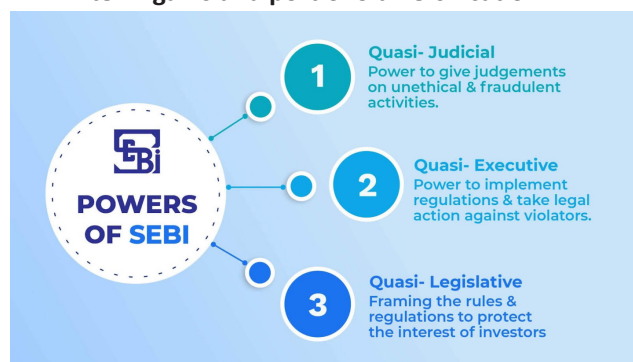 1
Quasi- Judicial
Power to give judgements
on unethical & fraudulent
activities.
SEBI
POWERS
OF SEBI
2
Quasi- Executive
Power to implement
regulations & take legal
action against violators.
3
Quasi- Legislative
Framing the rules &
regulations to protect
the interest of investors